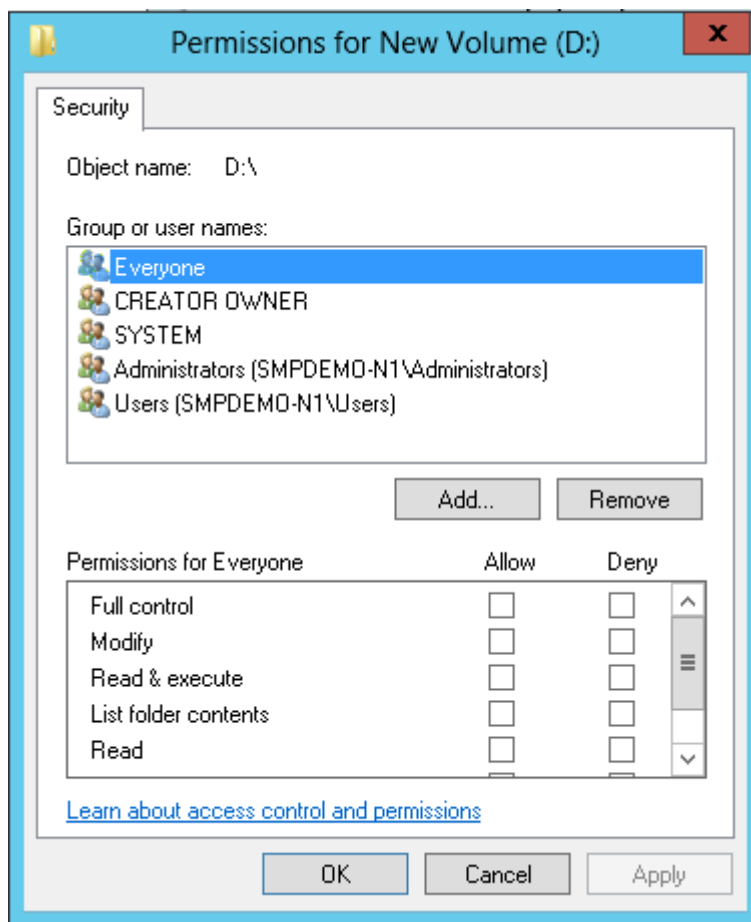 Permissions for New Volume (D:)
x
Security
Object name: D:\
Group or user names:
Everyone
CREATOR OWNER
SYSTEM
Administrators (SMPDEMO-N1\Administrators)
Users (SMPDEMO-N1\Users)
Add... Remove
Permissions for Everyone Allow Deny
Full control
Modify
Read & execute
List folder contents
Read
Learn about access control and permissions
OK Cancel Apply